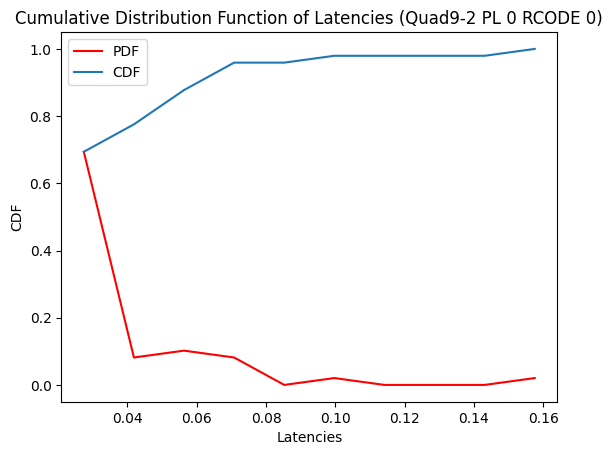 Cumulative Distribution Function of Latencies (Quad9-2 PL 0 RCODE 0)
PDF
CDF
1.0
0.8
0.6
0.4
0.2
0.0
CDF
0.04 0.06 0.08 0.10 0.12 0.14 0.16
Latencies